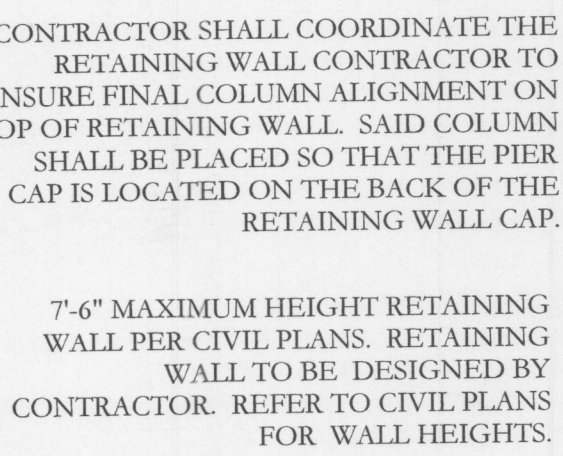 CONTRACTOR SHALL COORDINATE THE
RETAINING WALL CONTRACTOR TO
NSURE FINAL COLUMN ALIGNMENT ON
OP OF RETAINING WALL. SAID COLUMN
SHALL BE PLACED SO THAT THE PIER
CAP IS LOCATED ON THE BACK OF THE
RETAINING WALL CAP.
7'-6" MAXIMUM HEIGHT RETAINING
WALL PER CIVIL PLANS. RETAINING
WALL TO BE DESIGNED BY
CONTRACTOR. REFER TO CIVIL PLANS
FOR WALL HEIGHTS.